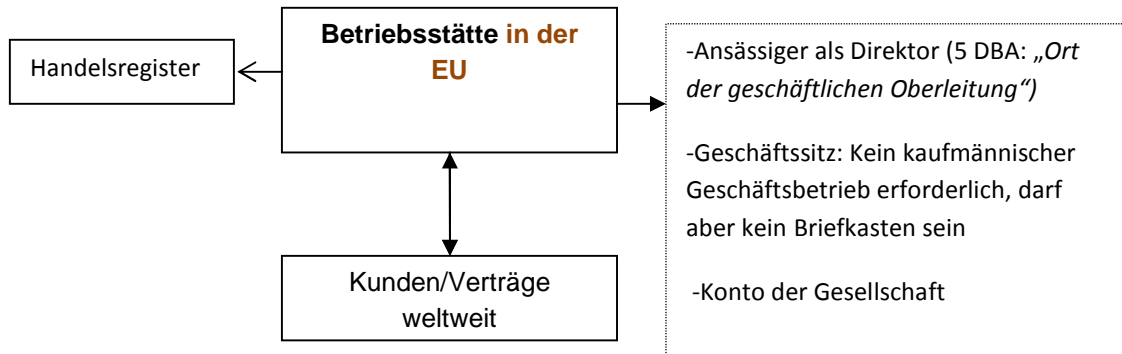 Handelsregister
Betriebsstätte in der
EU
-Ansässiger als Direktor (5 DBA: „Ort
der geschäftlichen Oberleitung“)
-Geschäftssitz: Kein kaufmännischer
Geschäftsbetrieb erforderlich, darf
aber kein Briefkasten sein
-Konto der Gesellschaft
Kunden/Verträge
weltweit